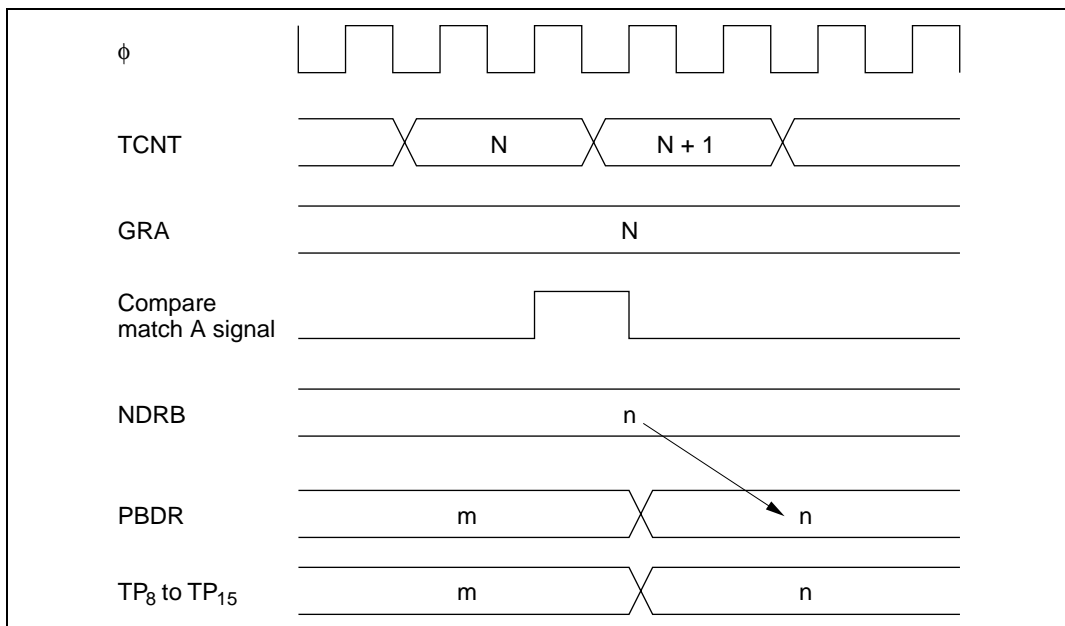 ϕ
TCNT
N
N + 1
GRA
N
Compare
match A signal
NDRB
n
PBDR
m
n
TP8 to TP15
m
n